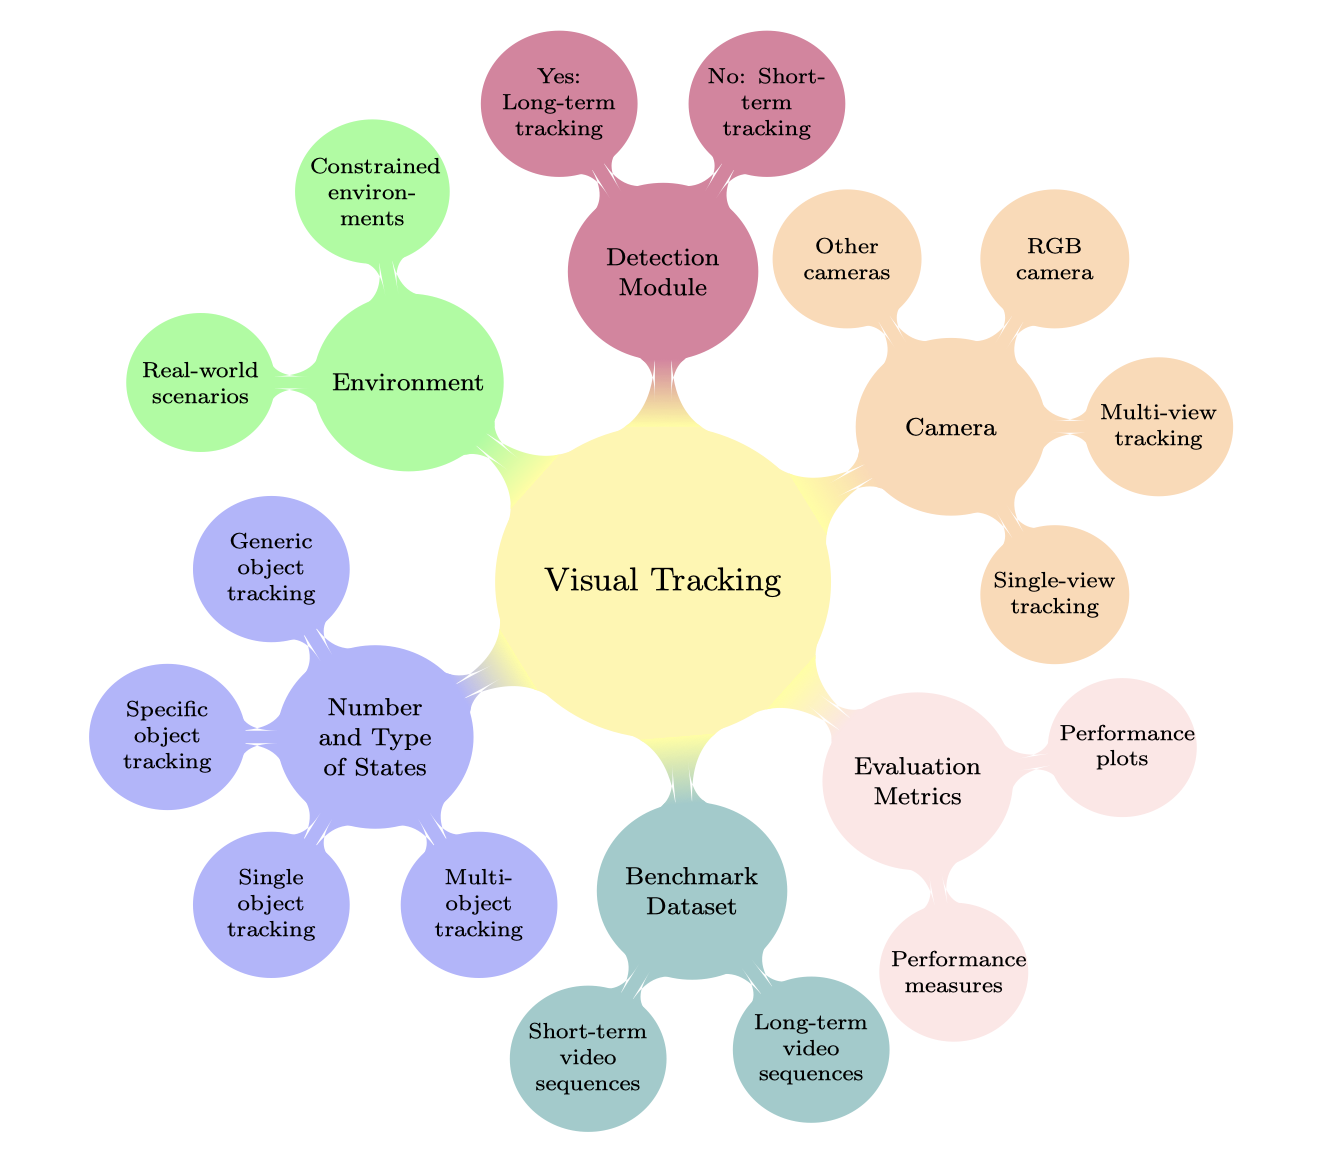 Yes:
Long-term
tracking
No: Short-
term
tracking
Constrained
environ-
ments
Detection
Module
Other
cameras
RGB
camera
Real-world
scenarios
Environment
Camera
Multi-view
tracking
Generic
object
tracking
Visual Tracking
Single-view
tracking
Specific
object
tracking
Number
and Type
of States
Evaluation
Metrics
Performance
plots
Single
object
tracking
Multi-
object
tracking
Benchmark
Dataset
Performance
measures
Short-term
video
sequences
Long-term
video
sequences